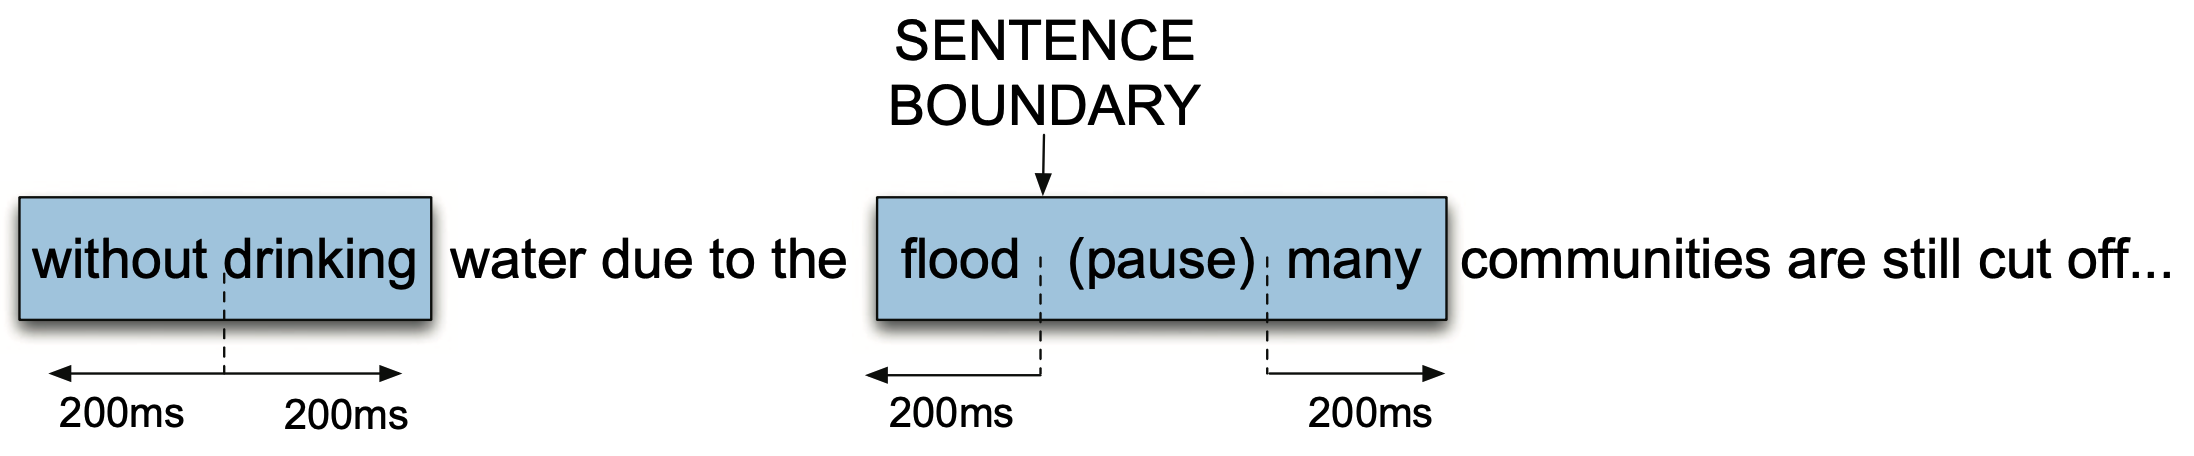 SENTENCE
BOUNDARY
without drinking water due to the flood (pause) many communities are still cut off...
200ms 200ms 200ms 200ms